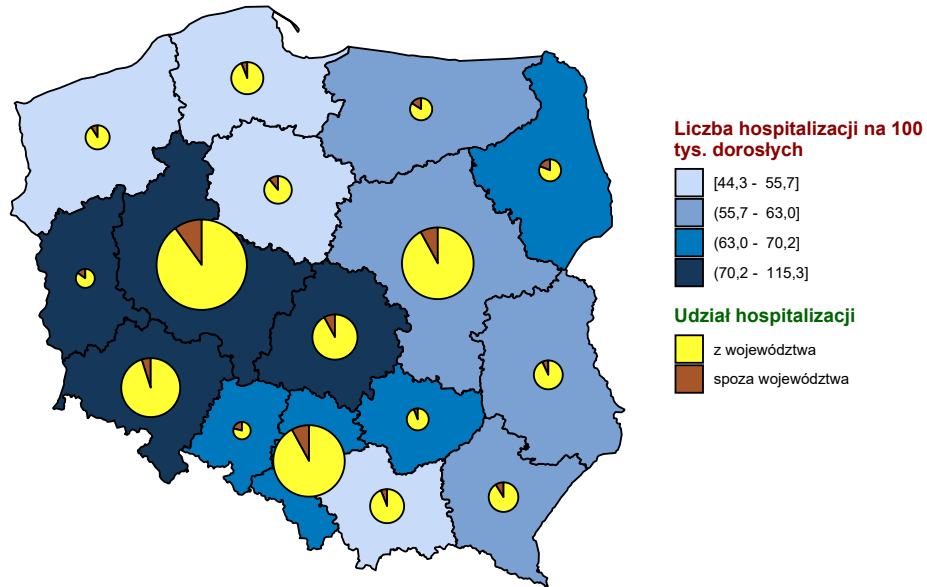 Liczba hospitalizacji na 100
tys. dorosłych
[44,3 - 55,7]
(55,7 - 63,0]
(63,0 - 70,2]
(70,2 - 115,3]
Udział hospitalizacji
z województwa
spoza województwa